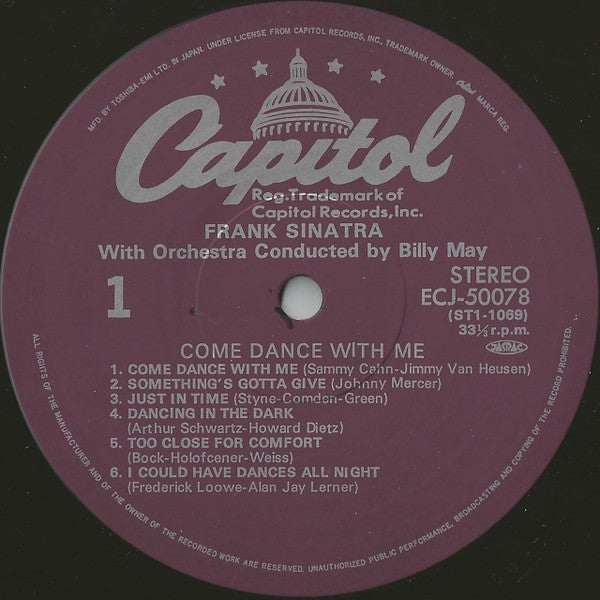 MFD. BY TOSHIBA-EMI LTD. IN JAPAN. UNDER LICENSE FROM CAPITOL RECORDS, INC., TRADEMARK OWNER. Capitol MARCA REG.
Capitol
Reg. Trademark of
Capitol Records, Inc.
FRANK SINATRA
With Orchestra Conducted by Billy May
1
STEREO
ECJ-50078
(ST1-1069)
33⅓ r.p.m.
JASRAC
COME DANCE WITH ME
1. COME DANCE WITH ME (Sammy Cahn-Jimmy Van Heusen)
2. SOMETHING'S GOTTA GIVE (Johnny Mercer)
3. JUST IN TIME (Styne-Comden-Green)
4. DANCING IN THE DARK
(Arthur Schwartz-Howard Dietz)
5. TOO CLOSE FOR COMFORT
(Bock-Holofcener-Weiss)
6. I COULD HAVE DANCES ALL NIGHT
(Frederick Loowe-Alan Jay Lerner)
ALL RIGHTS OF THE MANUFACTURER AND OF THE OWNER OF THE RECORDED WORK ARE RESERVED. UNAUTHORIZED PUBLIC PERFORMANCE, BROADCASTING AND COPYING OF THE RECORD PROHIBITED.